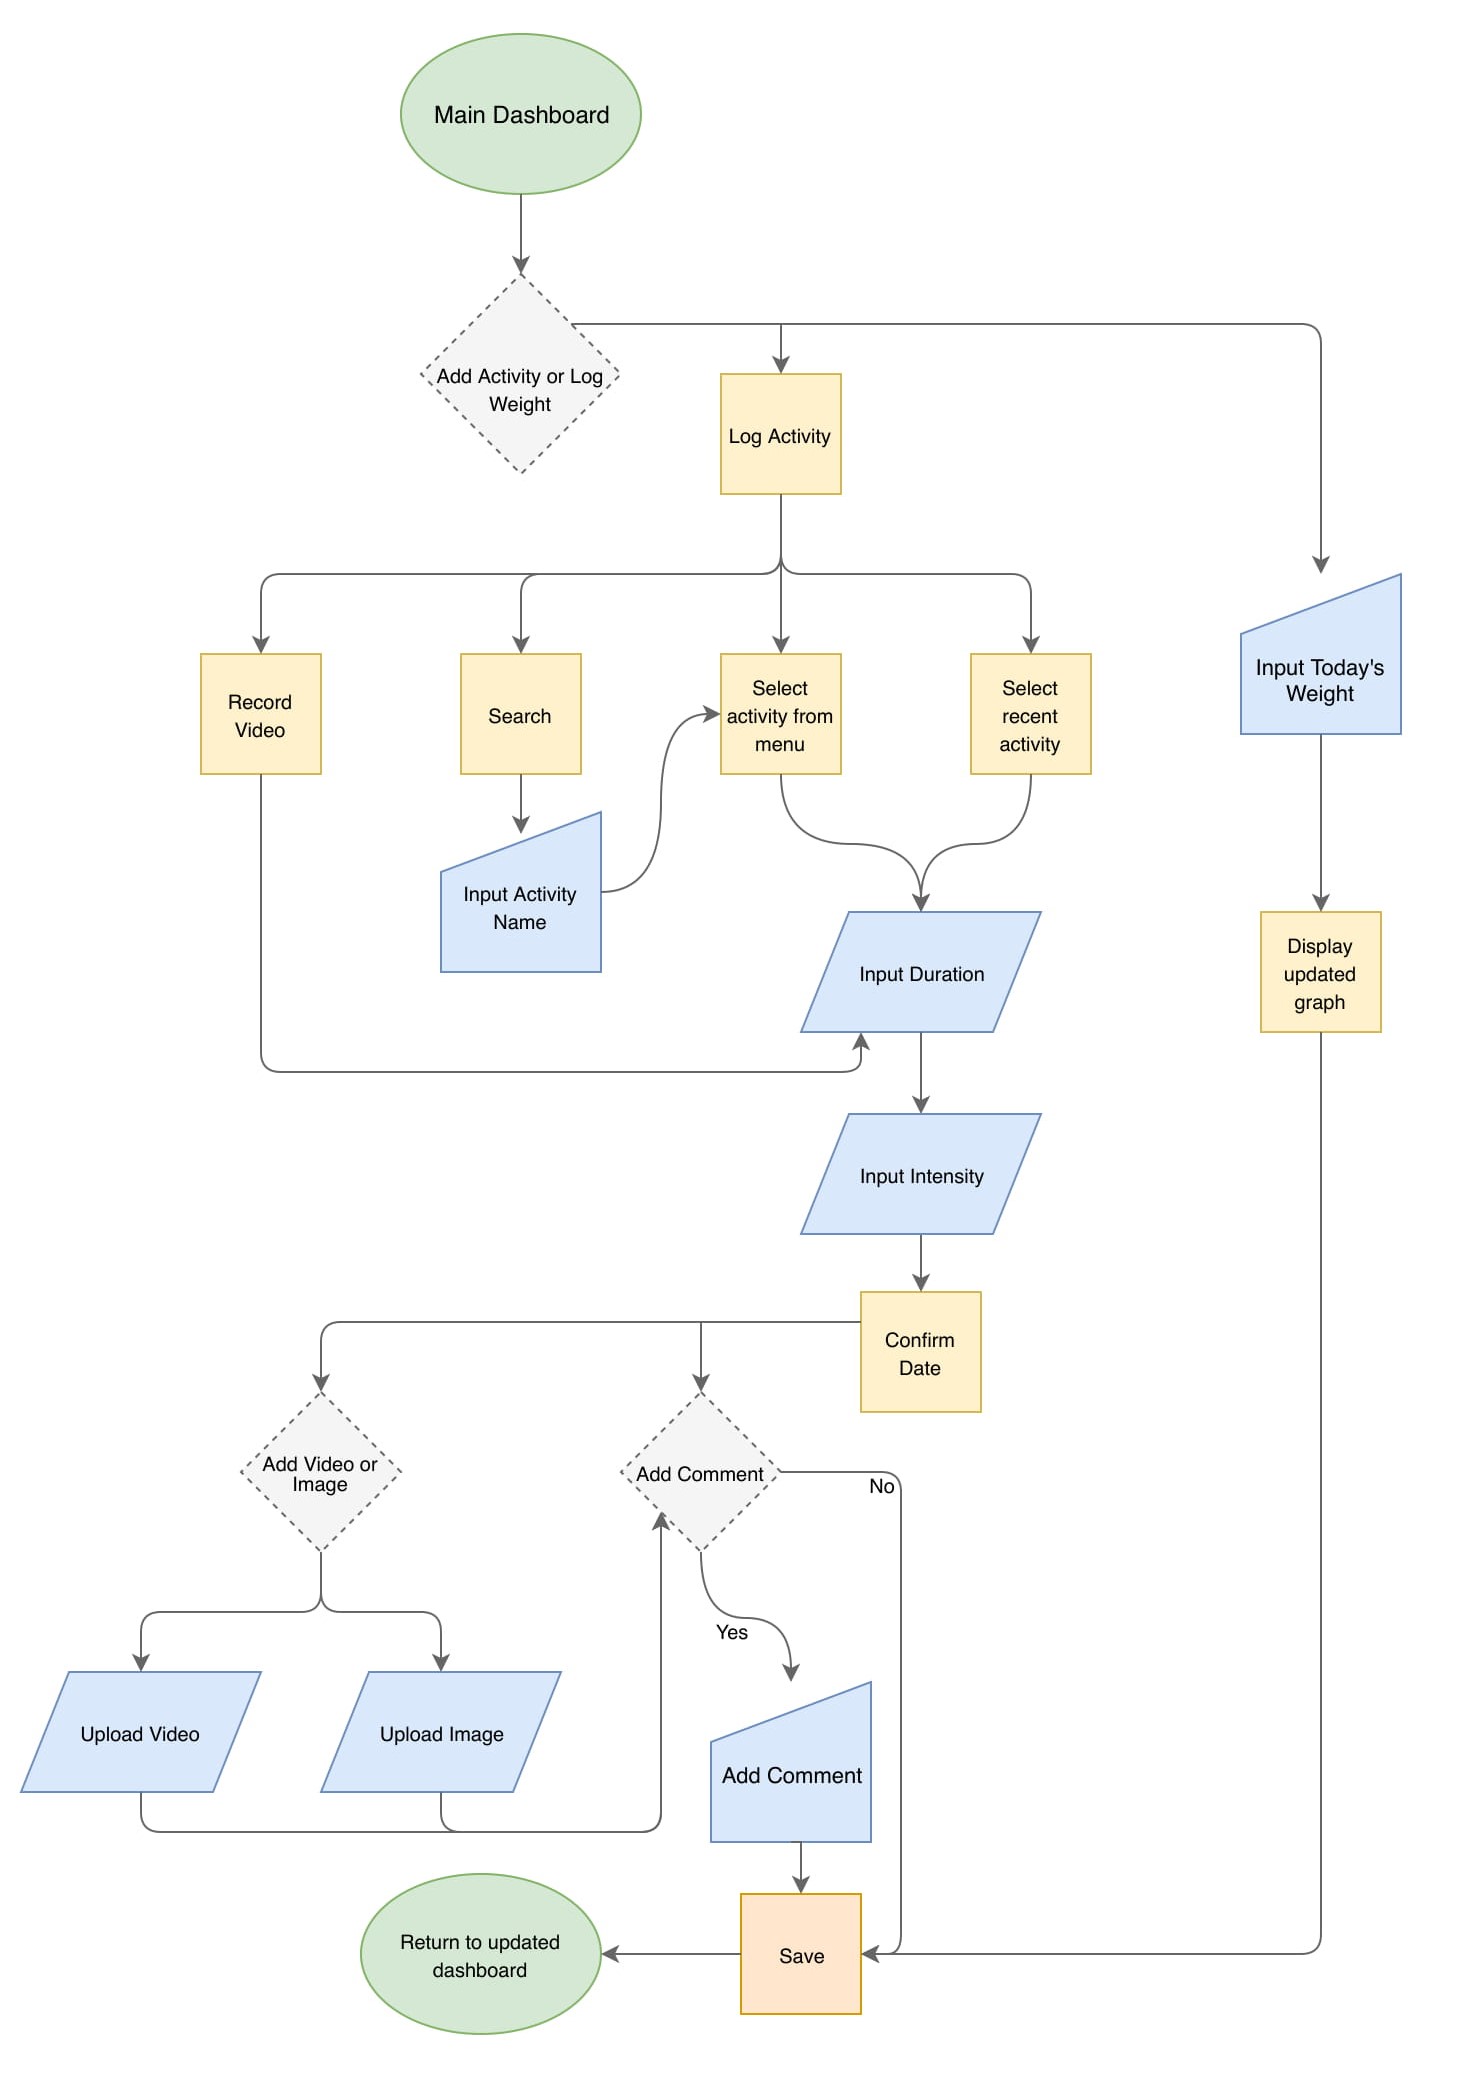 Main Dashboard
Add Activity or Log
Weight
Log Activity
Record
Video
Search
Select
activity from
menu
Select
recent
activity
Input Today's
Weight
Input Activity
Name
Input Duration
Display
updated
graph
Input Intensity
Confirm
Date
Add Video or
Image
Add Comment
No
Yes
Upload Video
Upload Image
Add Comment
Return to updated
dashboard
Save